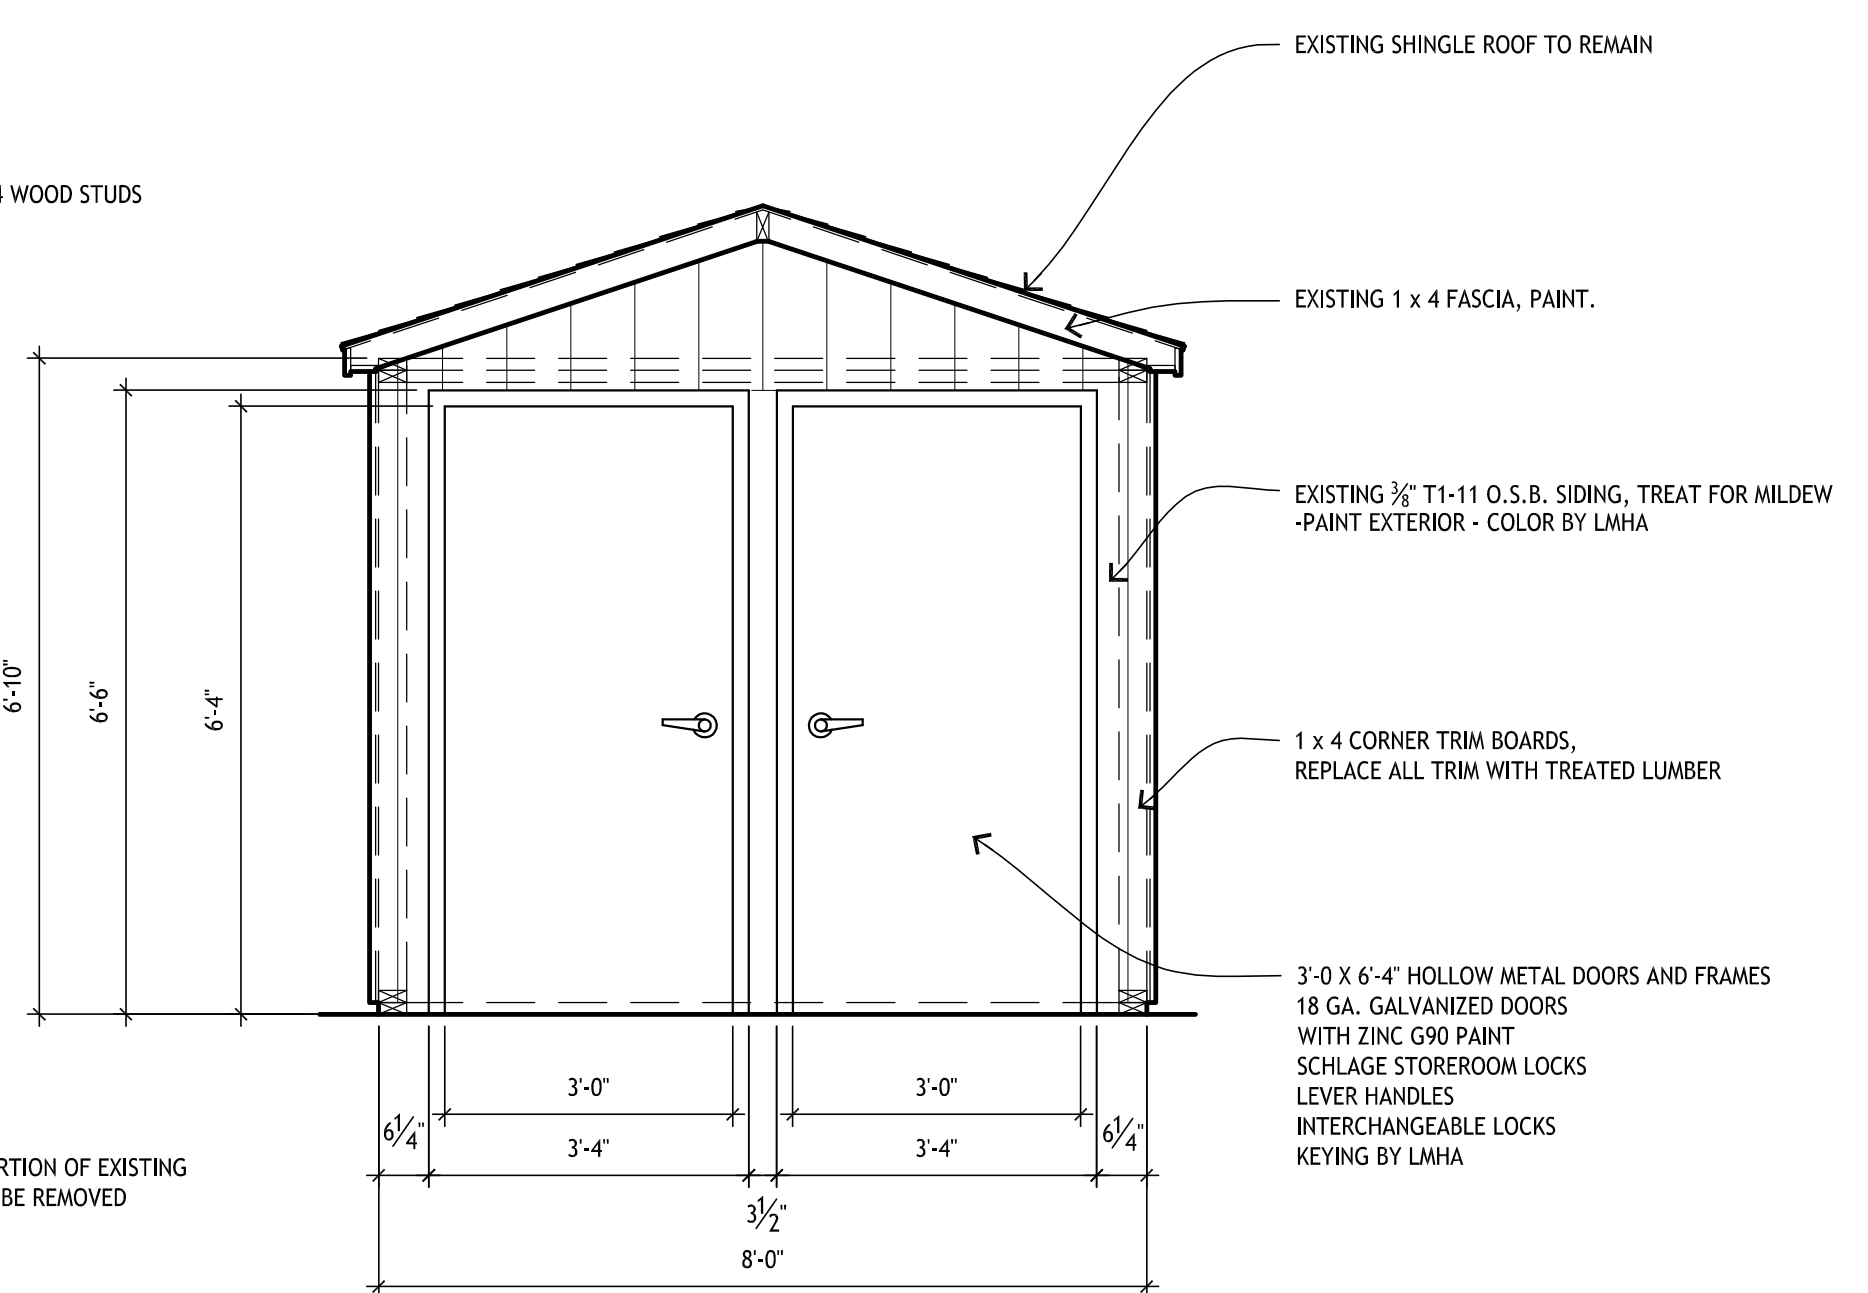 EXISTING SHINGLE ROOF TO REMAIN
WOOD STUDS
EXISTING 1 x 4 FASCIA, PAINT.
EXISTING ⅜" T1-11 O.S.B. SIDING, TREAT FOR MILDEW
-PAINT EXTERIOR - COLOR BY LMHA
6'-10"
6'-6"
6'-4"
1 x 4 CORNER TRIM BOARDS,
REPLACE ALL TRIM WITH TREATED LUMBER
3'-0 X 6'-4" HOLLOW METAL DOORS AND FRAMES
18 GA. GALVANIZED DOORS
WITH ZINC G90 PAINT
SCHLAGE STOREROOM LOCKS
LEVER HANDLES
INTERCHANGEABLE LOCKS
KEYING BY LMHA
3'-0" 3'-0"
6 1/4" 3'-4" 3'-4" 6 1/4"
RTION OF EXISTING
BE REMOVED
3 1/2"
8'-0"